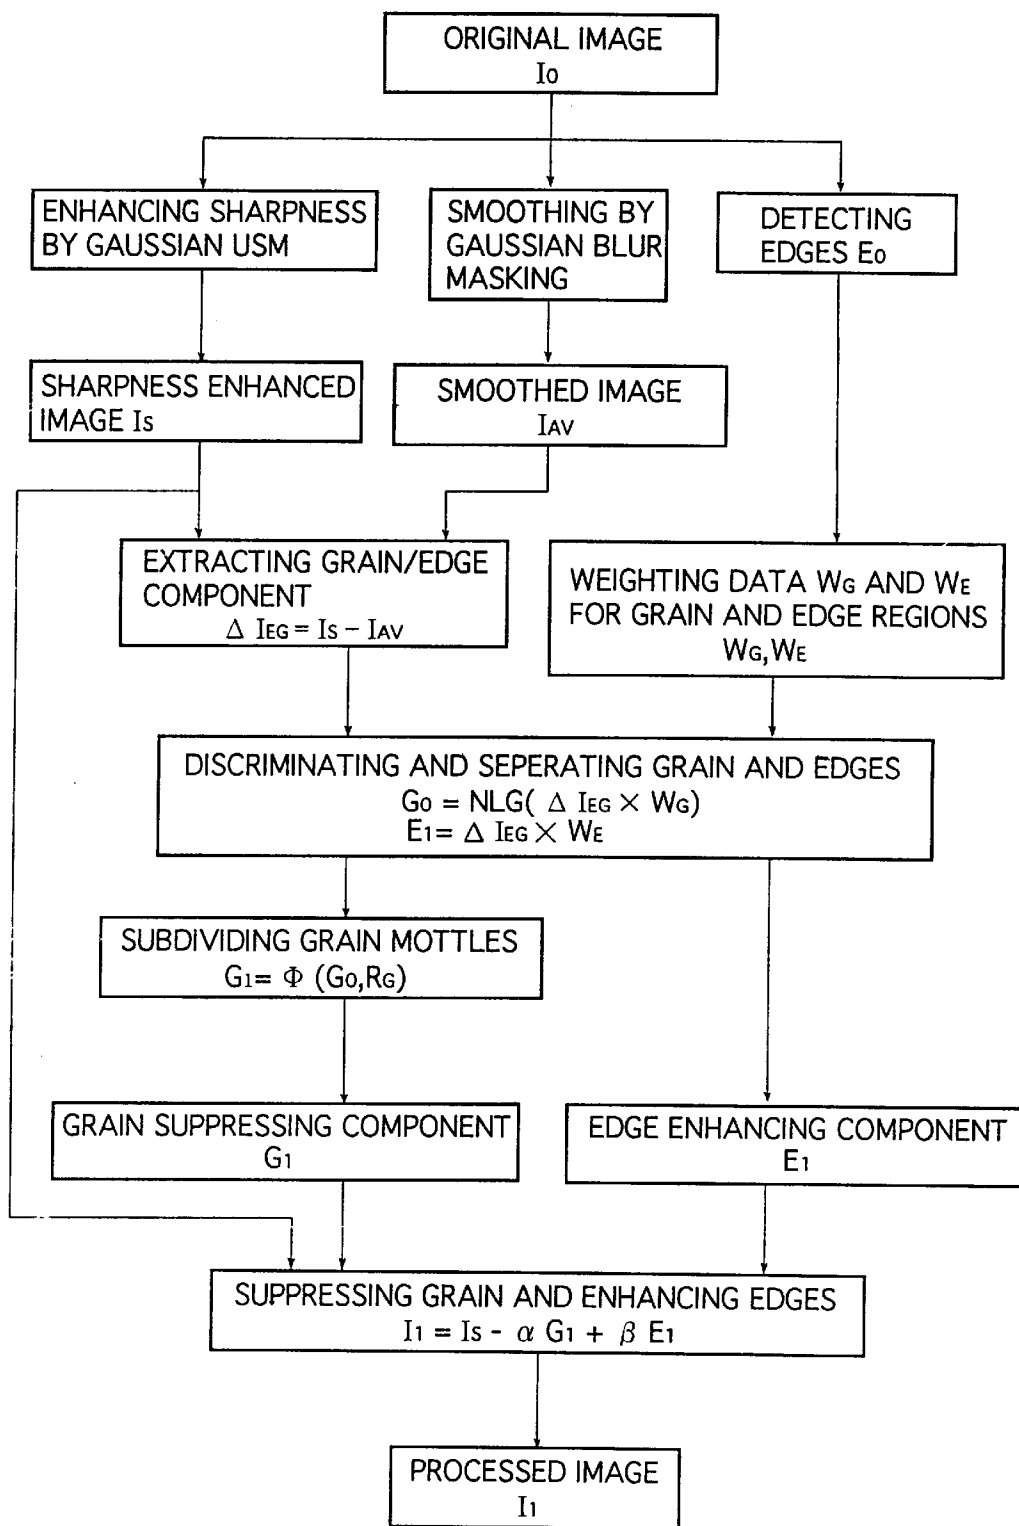 ORIGINAL IMAGE
I0
ENHANCING SHARPNESS
BY GAUSSIAN USM
SMOOTHING BY
GAUSSIAN BLUR
MASKING
DETECTING
EDGES E0
SHARPNESS ENHANCED
IMAGE IS
SMOOTHED IMAGE
IAV
EXTRACTING GRAIN/EDGE
COMPONENT
Δ IEG = IS − IAV
WEIGHTING DATA WG AND WE
FOR GRAIN AND EDGE REGIONS
WG,WE
DISCRIMINATING AND SEPERATING GRAIN AND EDGES
G0 = NLG( Δ IEG × WG)
E1= Δ IEG × WE
SUBDIVIDING GRAIN MOTTLES
G1= Φ (G0,RG)
GRAIN SUPPRESSING COMPONENT
G1
EDGE ENHANCING COMPONENT
E1
SUPPRESSING GRAIN AND ENHANCING EDGES
I1 = IS - α G1 + β E1
PROCESSED IMAGE
I1